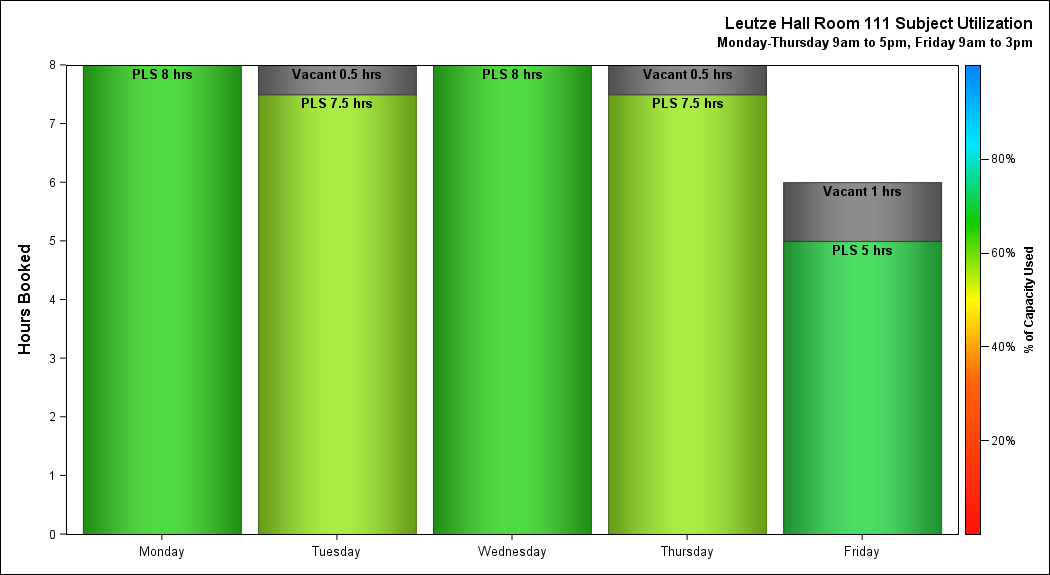 Leutze Hall Room 111 Subject Utilization
Monday-Thursday 9am to 5pm, Friday 9am to 3pm
Hours Booked
8
7
6
5
4
3
2
1
0
PLS 8 hrs
Vacant 0.5 hrs
PLS 7.5 hrs
PLS 8 hrs
Vacant 0.5 hrs
PLS 7.5 hrs
Vacant 1 hrs
PLS 5 hrs
Monday
Tuesday
Wednesday
Thursday
Friday
80%
60%
40%
20%
% of Capacity Used